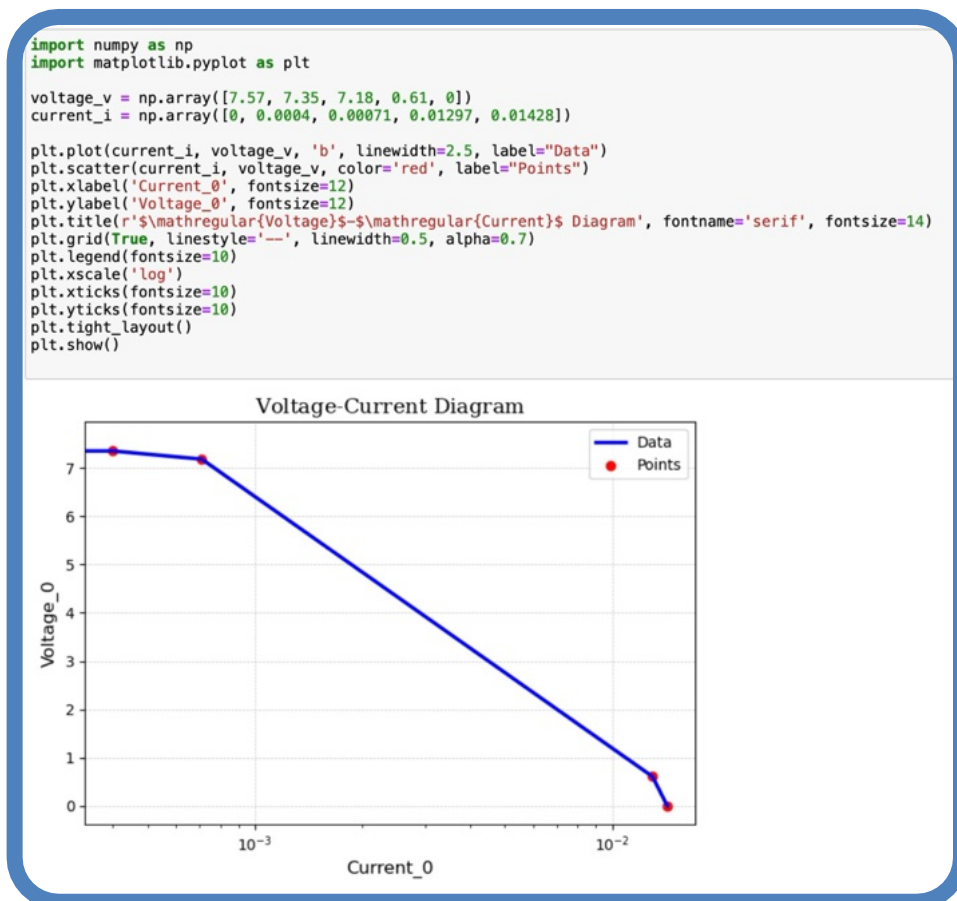 import numpy as np
import matplotlib.pyplot as plt
voltage_v = np.array([7.57, 7.35, 7.18, 0.61, 0])
current_i = np.array([0, 0.0004, 0.00071, 0.01297, 0.01428])
plt.plot(current_i, voltage_v, 'b', linewidth=2.5, label="Data")
plt.scatter(current_i, voltage_v, color='red', label="Points")
plt.xlabel('Current_0', fontsize=12)
plt.ylabel('Voltage_0', fontsize=12)
plt.title(r'$\mathregular{Voltage}$-$\mathregular{Current}$ Diagram', fontname='serif', fontsize=14)
plt.grid(True, linestyle='--', linewidth=0.5, alpha=0.7)
plt.legend(fontsize=10)
plt.xscale('log')
plt.xticks(fontsize=10)
plt.yticks(fontsize=10)
plt.tight_layout()
plt.show()
Voltage-Current Diagram
Data
Points
7
6
5
4
3
2
1
0
Voltage_0
10⁻³
10⁻²
Current_0